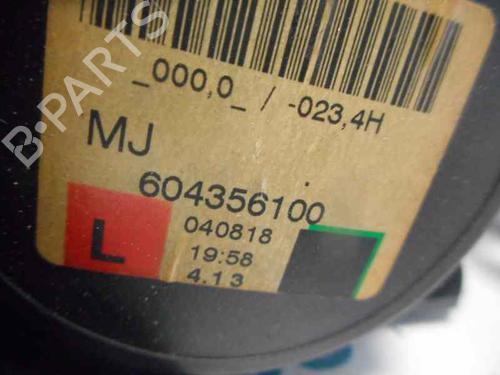 B-PARTS
_000,0_ / -023,4H
MJ
604356100
L
040818
19:58
4.13